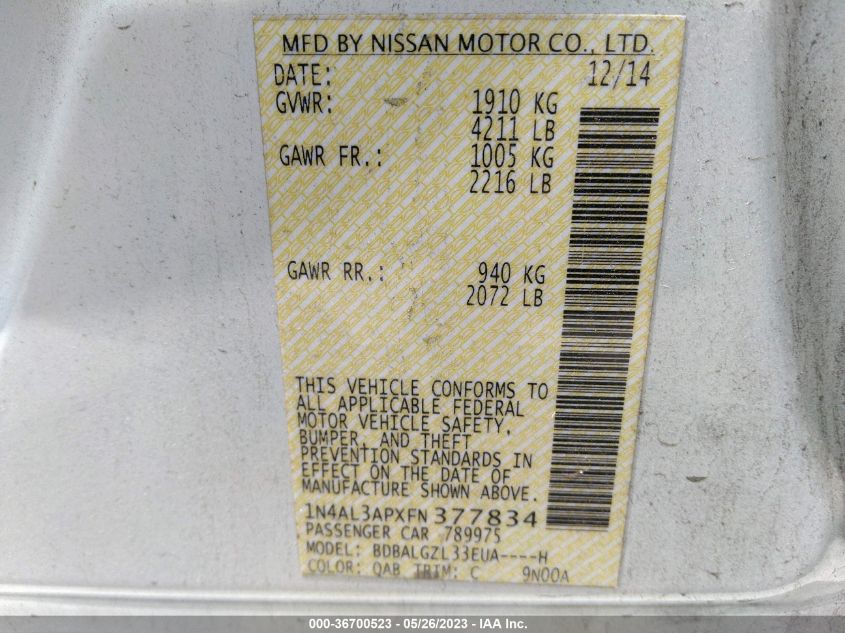 MFD BY NISSAN MOTOR CO., LTD.
DATE: 12/14
GVWR: 1910 KG
4211 LB
GAWR FR.: 1005 KG
2216 LB
GAWR RR.: 940 KG
2072 LB
THIS VEHICLE CONFORMS TO
ALL APPLICABLE FEDERAL
MOTOR VEHICLE SAFETY,
BUMPER, AND THEFT
PREVENTION STANDARDS IN
EFFECT ON THE DATE OF
MANUFACTURE SHOWN ABOVE.
1N4AL3APXFN377834
PASSENGER CAR 789975
MODEL: BDBALGZL33EUA----H
COLOR: QAB TRIM: C 9N00A
000-36700523 - 05/26/2023 - IAA Inc.